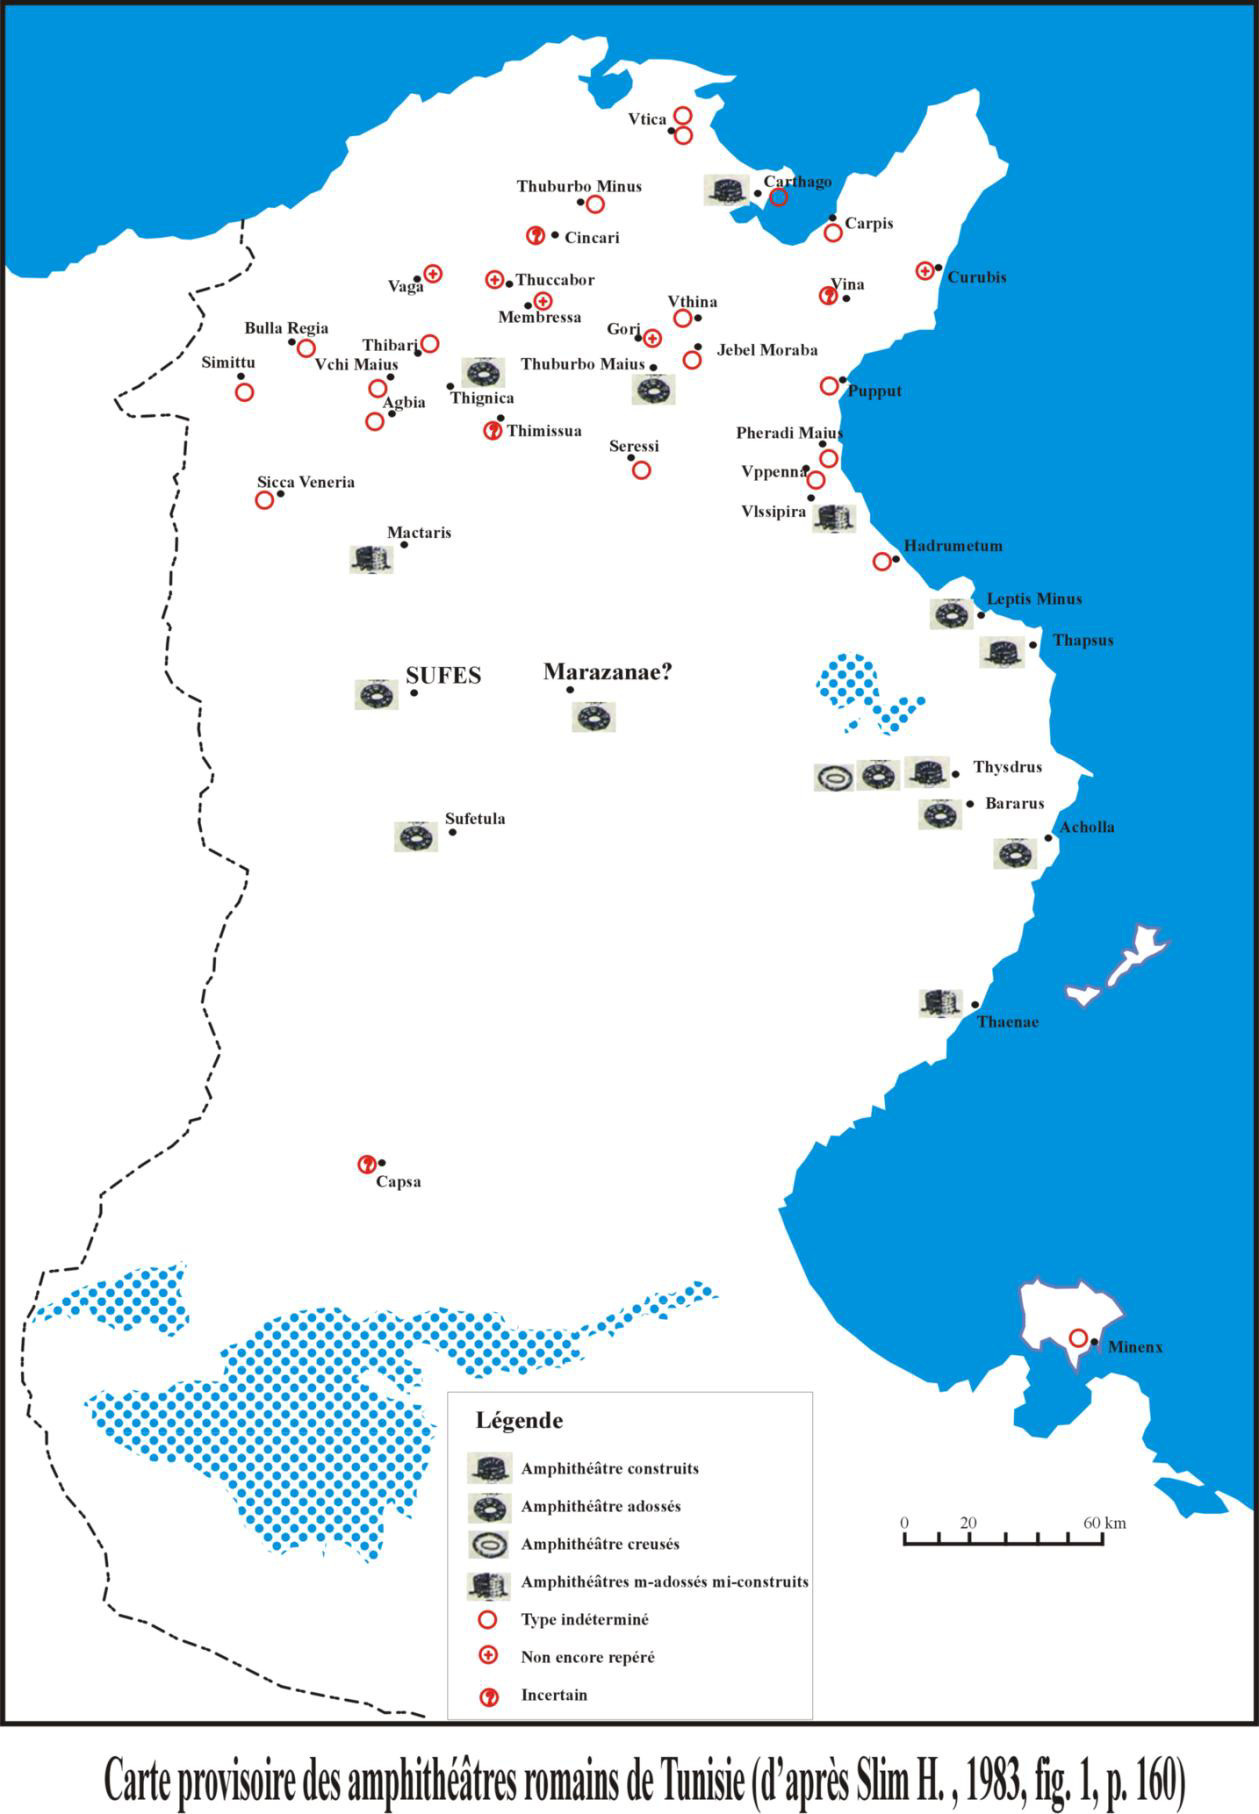 Vtica
Thuburbo Minus
Carthago
Carpis
Cincari
Vaga
Thuccabor
Curubis
Vina
Membressa
Vthina
Bulla Regia
Gori
Thibari
Jebel Moraba
Simittu
Vchi Maius
Thuburbo Maius
Thignica
Pupput
Agbia
Thimissua
Pheradi Maius
Seressi
Vppenna
Sicca Veneria
Vlssipira
Mactaris
Hadrumetum
Leptis Minus
Thapsus
SUFES
Marazanae?
Thysdrus
Bararus
Sufetula
Acholla
Thaenae
Capsa
Minenx
Légende
Amphithéâtre construits
Amphithéâtre adossés
Amphithéâtre creusés
Amphithéâtres m-adossés mi-construits
Type indéterminé
Non encore repéré
Incertain
0 20 60 km
Carte provisoire des amphithéâtres romains de Tunisie (d'après Slim H. , 1983, fig. 1, p. 160)